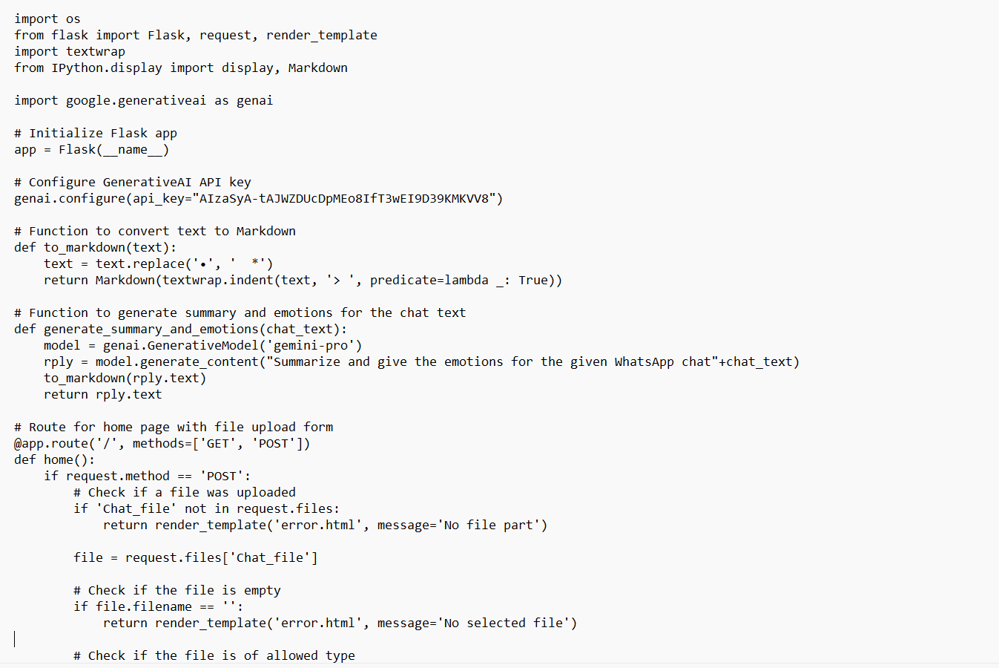 import os
from flask import Flask, request, render_template
import textwrap
from IPython.display import display, Markdown

import google.generativeai as genai

# Initialize Flask app
app = Flask(__name__)

# Configure GenerativeAI API key
genai.configure(api_key="AIzaSyA-tAJWZDUcDpMEo8IfT3wEI9D39KMKVV8")

# Function to convert text to Markdown
def to_markdown(text):
    text = text.replace('•', '  *')
    return Markdown(textwrap.indent(text, '> ', predicate=lambda _: True))

# Function to generate summary and emotions for the chat text
def generate_summary_and_emotions(chat_text):
    model = genai.GenerativeModel('gemini-pro')
    rply = model.generate_content("Summarize and give the emotions for the given WhatsApp chat"+chat_text)
    to_markdown(rply.text)
    return rply.text

# Route for home page with file upload form
@app.route('/', methods=['GET', 'POST'])
def home():
    if request.method == 'POST':
        # Check if a file was uploaded
        if 'Chat_file' not in request.files:
            return render_template('error.html', message='No file part')

        file = request.files['Chat_file']

        # Check if the file is empty
        if file.filename == '':
            return render_template('error.html', message='No selected file')

        # Check if the file is of allowed type